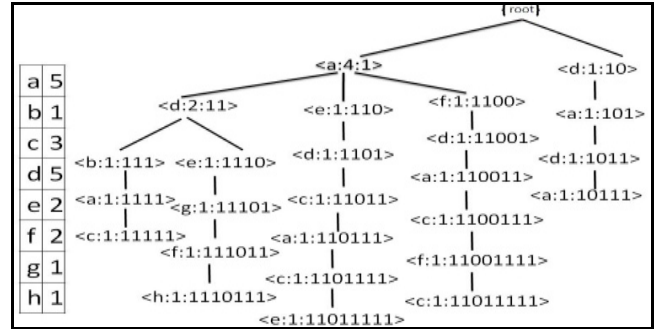 {root}
<a:4:1>
<d:1:10>
a 5
<d:2:11>
<e:1:110>
<f:1:1100>
b 1
<a:1:101>
<d:1:11001>
c 3
<b:1:111>
<e:1:1110>
<d:1:1101>
<d:1:1011>
d 5
<a:1:110011>
<a:1:1111>
<g:1:11101>
<c:1:11011>
<a:1:10111>
e 2
<c:1:1100111>
<c:1:11111>
<a:1:110111>
f 2
<f:1:111011>
<f:1:11001111>
g 1
<c:1:1101111>
<h:1:1110111>
<c:1:11011111>
h 1
<e:1:11011111>